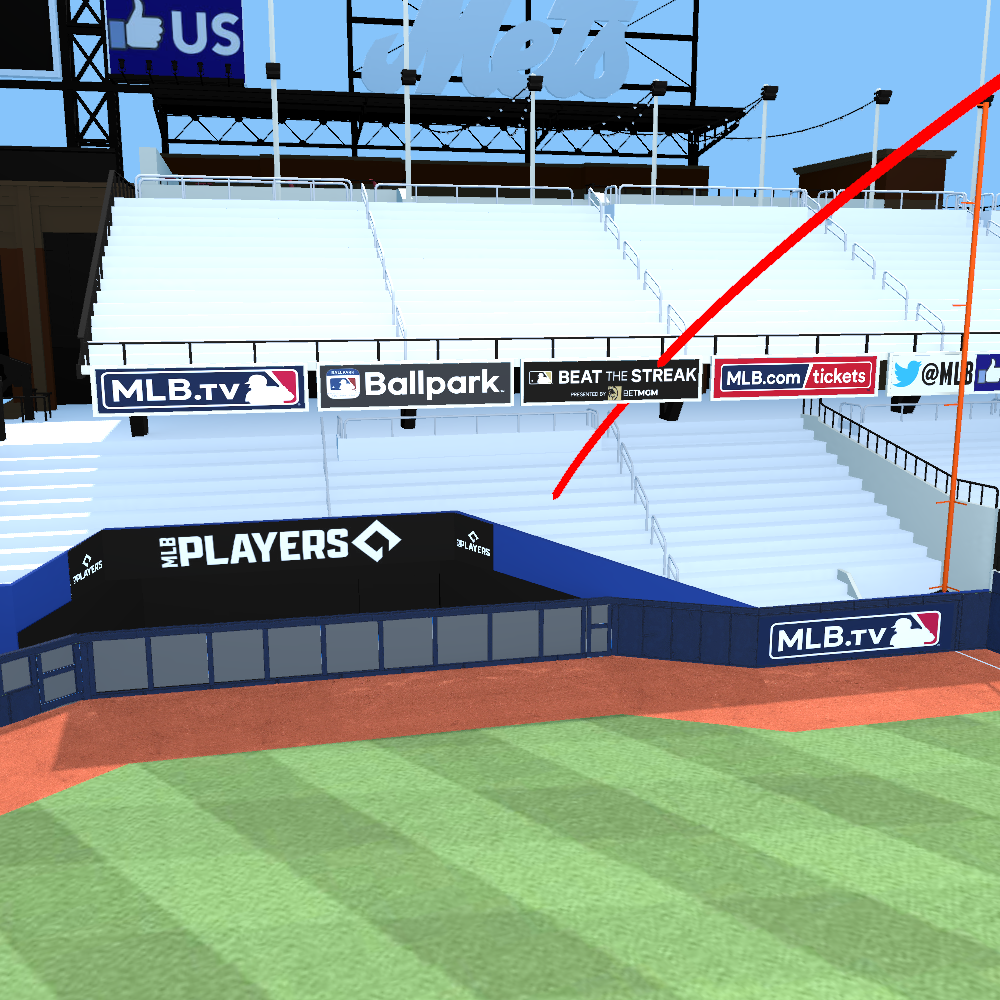 US
Mets
MLB.TV
BALLPARK
Ballpark
BEAT THE STREAK
PRESENTED BY BETMGM
MLB.com/tickets
@MLB
MLB PLAYERS
PLAYERS
PLAYERS
MLB.TV